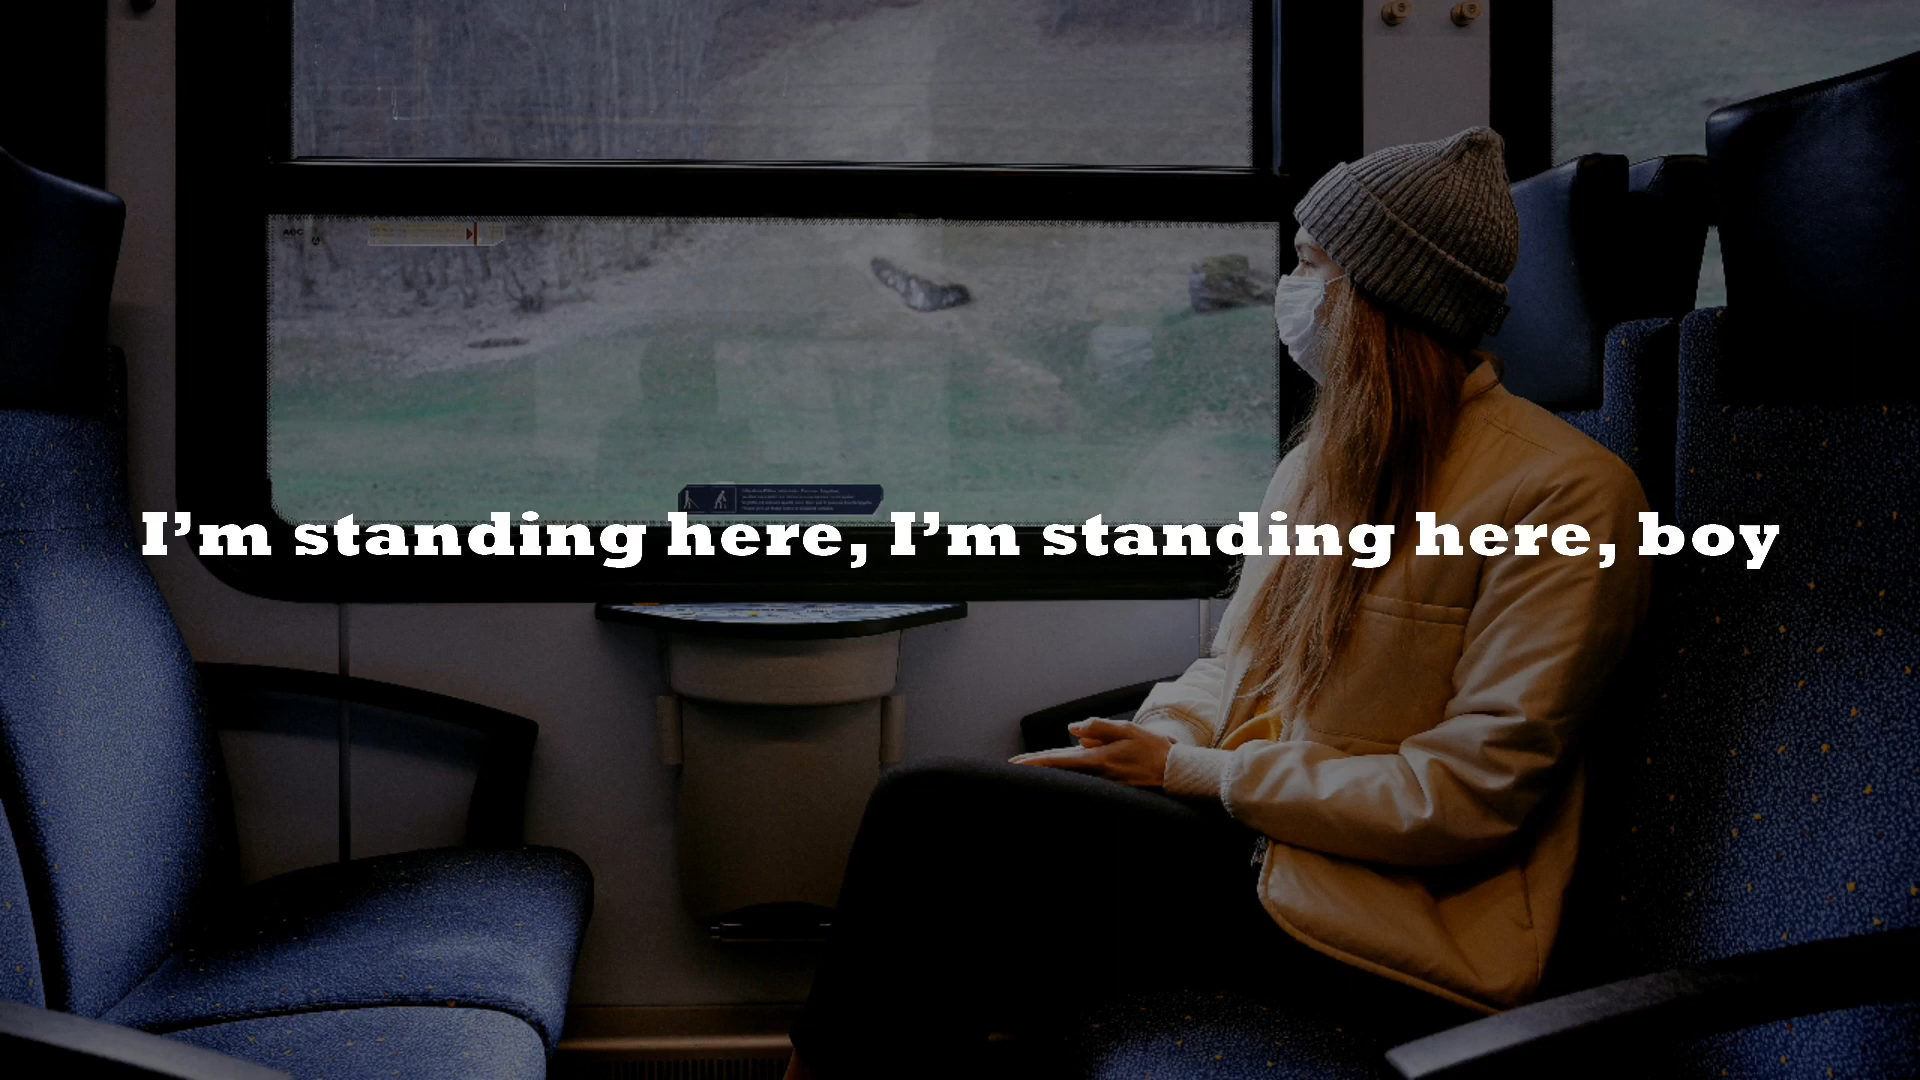 I’m standing here, I’m standing here, boy